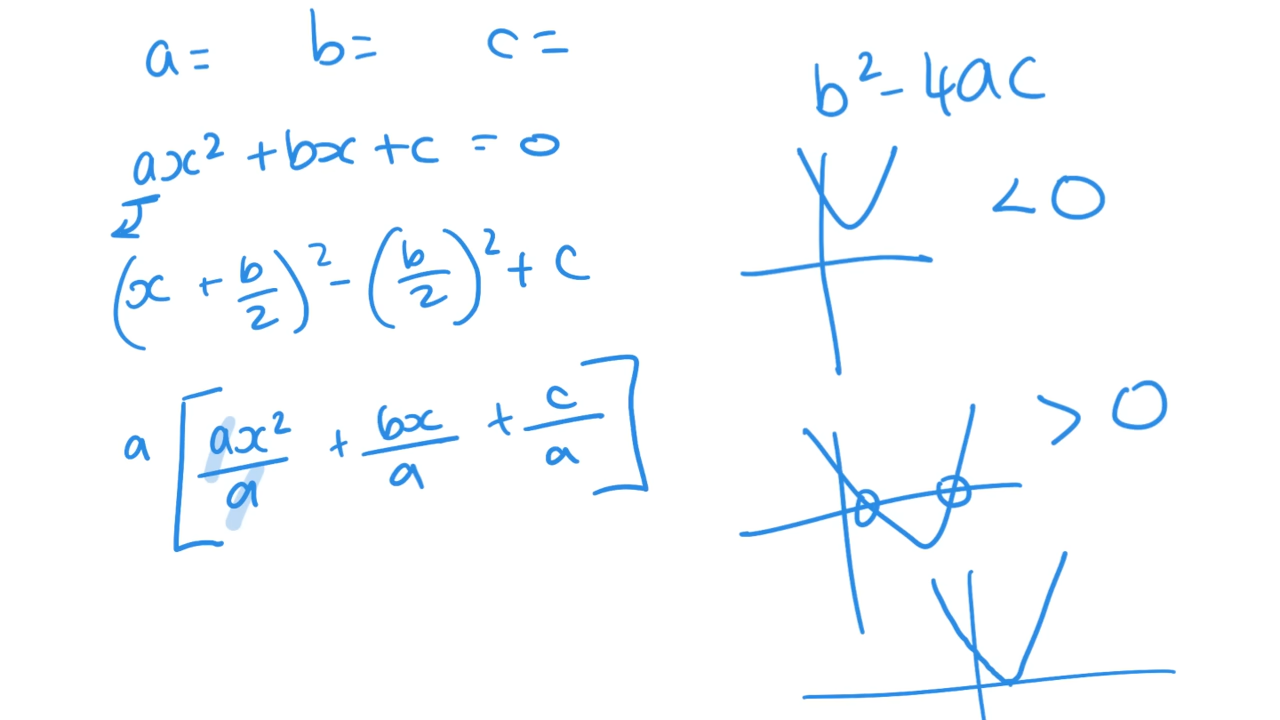 a= b= c=
ax² + bx + c = 0
(x + b/2)² - (b/2)² + c
a [ax²/a + bx/a + c/a]
b² - 4ac
< 0
> 0